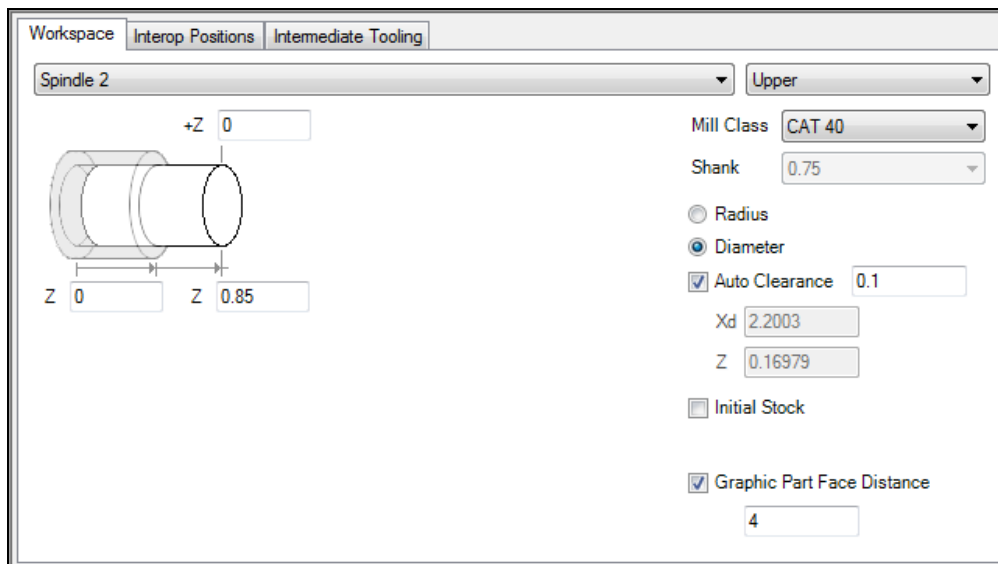 Workspace Interop Positions Intermediate Tooling
Spindle 2 Upper
+Z 0
Mill Class CAT 40
Shank 0.75
Radius
Diameter
Auto Clearance 0.1
Z 0 Z 0.85
Xd 2.2003
Z 0.16979
Initial Stock
Graphic Part Face Distance
4